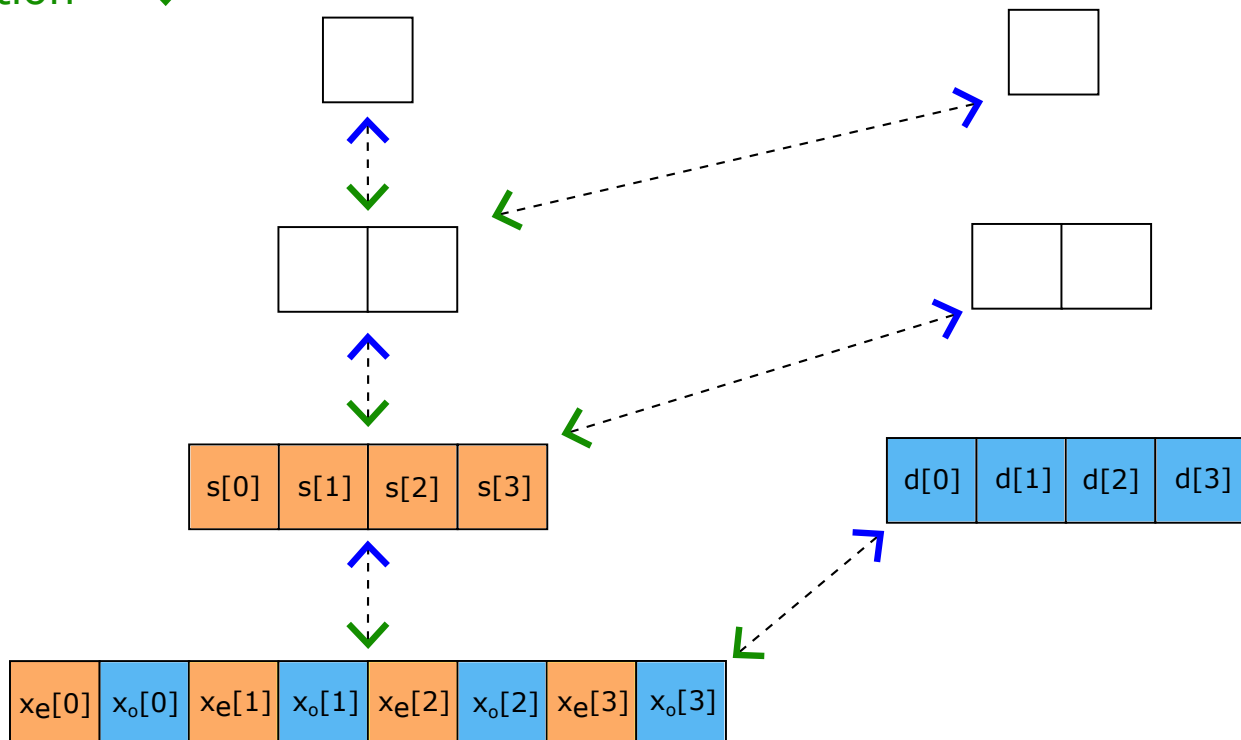 s[0] s[1] s[2] s[3] d[0] d[1] d[2] d[3]
xe[0] xₒ[0] xe[1] xₒ[1] xe[2] xₒ[2] xe[3] xₒ[3]